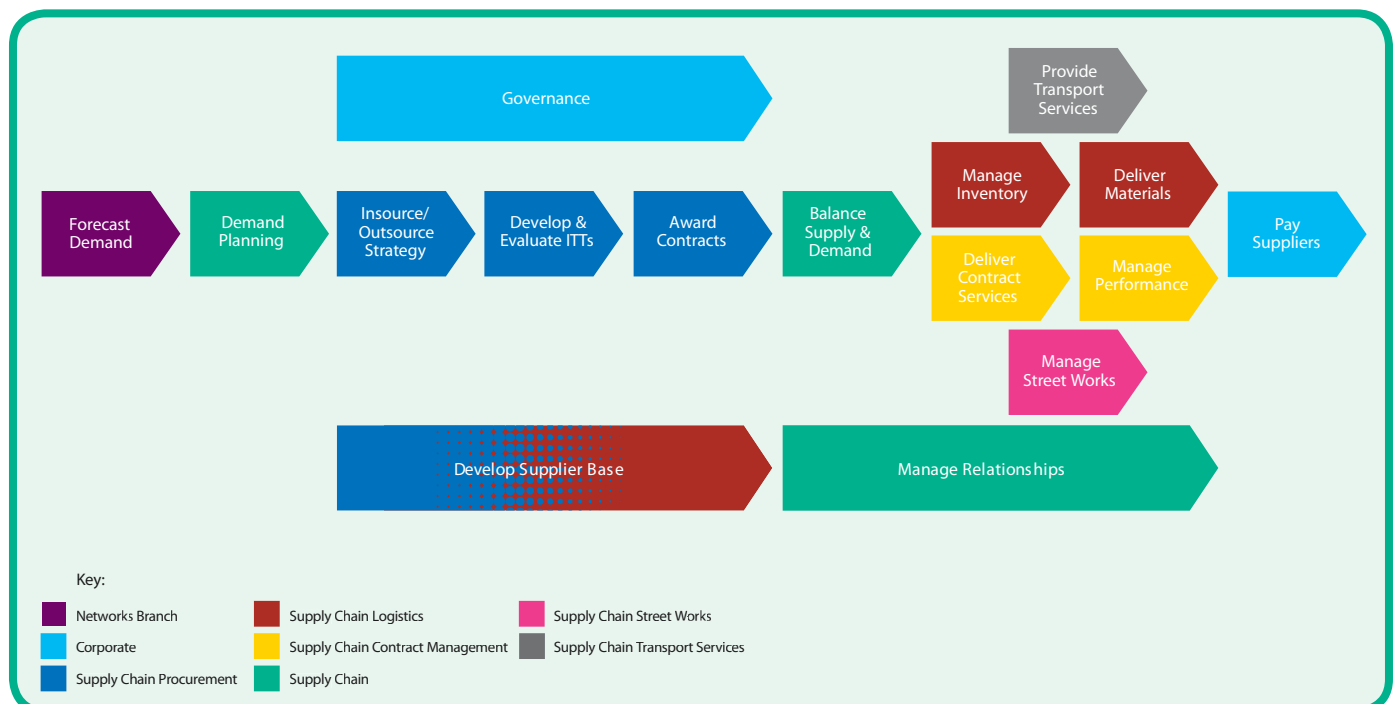 Governance
Provide
Transport
Services
Forecast
Demand
Demand
Planning
Insource/
Outsource
Strategy
Develop &
Evaluate ITTs
Award
Contracts
Balance
Supply &
Demand
Manage
Inventory
Deliver
Materials
Deliver
Contract
Services
Manage
Performance
Pay
Suppliers
Manage
Street Works
Develop Supplier Base
Manage Relationships
Key:
Networks Branch
Corporate
Supply Chain Procurement
Supply Chain Logistics
Supply Chain Contract Management
Supply Chain
Supply Chain Street Works
Supply Chain Transport Services